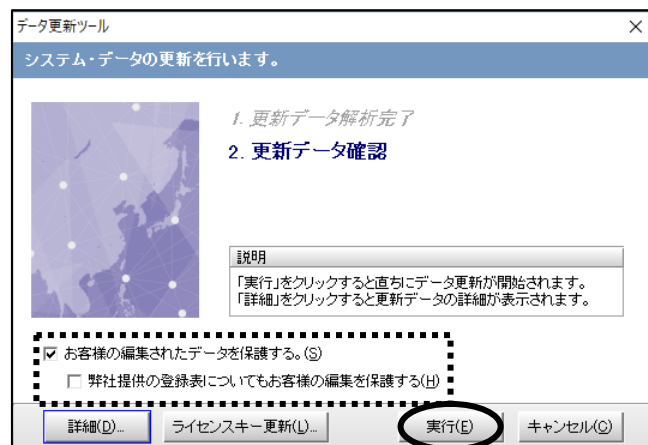 データ更新ツール
システム・データの更新を行います。
1. 更新データ解析完了
2. 更新データ確認
説明
「実行」をクリックすると直ちにデータ更新が開始されます。
「詳細」をクリックすると更新データの詳細が表示されます。
お客様の編集されたデータを保護する。(S)
弊社提供の登録表についてもお客様の編集を保護する(H)
詳細(D)... ライセンスキー更新(L)... 実行(E) キャンセル(C)